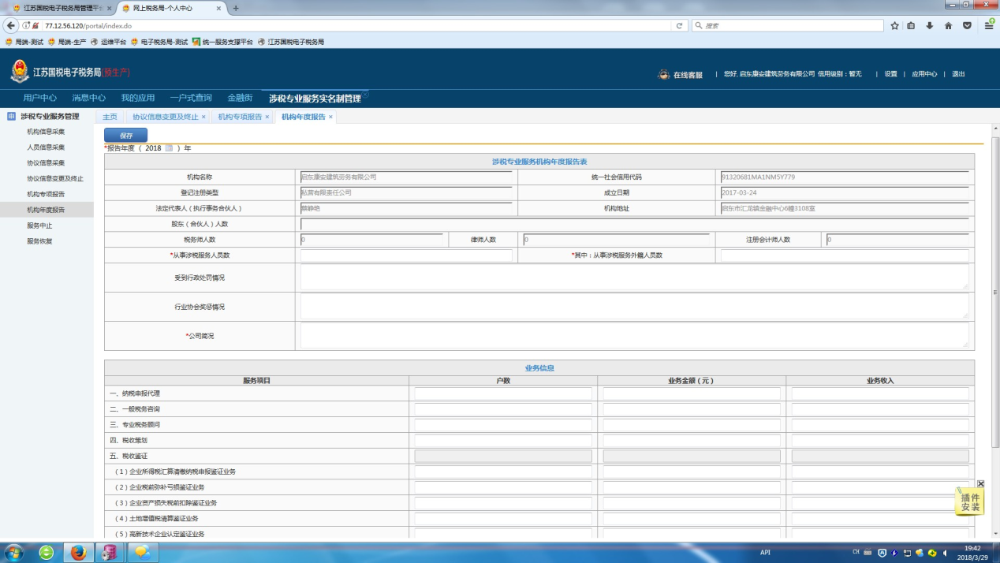 江苏国税电子税务局管理平台 × 网上税务局-个人中心 × +
77.12.56.120/portal/index.do 搜索
局端-测试 局端-生产 运维平台 电子税务局-测试 统一服务支撑平台 江苏国税电子税务局
江苏国税电子税务局(预生产) 在线客服 | 您好, 启东康安建筑劳务有限公司 信用级别：暂无 | 设置 | 应用中心 | 退出
用户中心 消息中心 我的应用 一户式查询 金融街 涉税专业服务实名制管理
涉税专业服务管理
机构信息采集
人员信息采集
协议信息采集
协议信息变更及终止
机构专项报告
机构年度报告
服务中止
服务恢复
主页 协议信息变更及终止 × 机构专项报告 × 机构年度报告 ×
保存
*报告年度（ 2018 ）年
涉税专业服务机构年度报告表
机构名称 启东康安建筑劳务有限公司 统一社会信用代码 91320681MA1NM5Y779
登记注册类型 私营有限责任公司 成立日期 2017-03-24
法定代表人（执行事务合伙人） 蔡静艳 机构地址 启东市汇龙镇金融中心6幢3108室
股东（合伙人）人数
税务师人数 0 律师人数 0 注册会计师人数 0
*从事涉税服务人员数 *其中：从事涉税服务外籍人员数
受到行政处罚情况
行业协会奖惩情况
*公司简况
业务信息
服务项目 户数 业务金额（元） 业务收入
一、纳税申报代理
二、一般税务咨询
三、专业税务顾问
四、税收策划
五、税收鉴证
（1）企业所得税汇算清缴纳税申报鉴证业务
（2）企业税前弥补亏损鉴证业务
（3）企业资产损失税前扣除鉴证业务
（4）土地增值税清算鉴证业务
（5）高新技术企业认定鉴证业务
插件
安装
API CH 19:42
2018/3/29